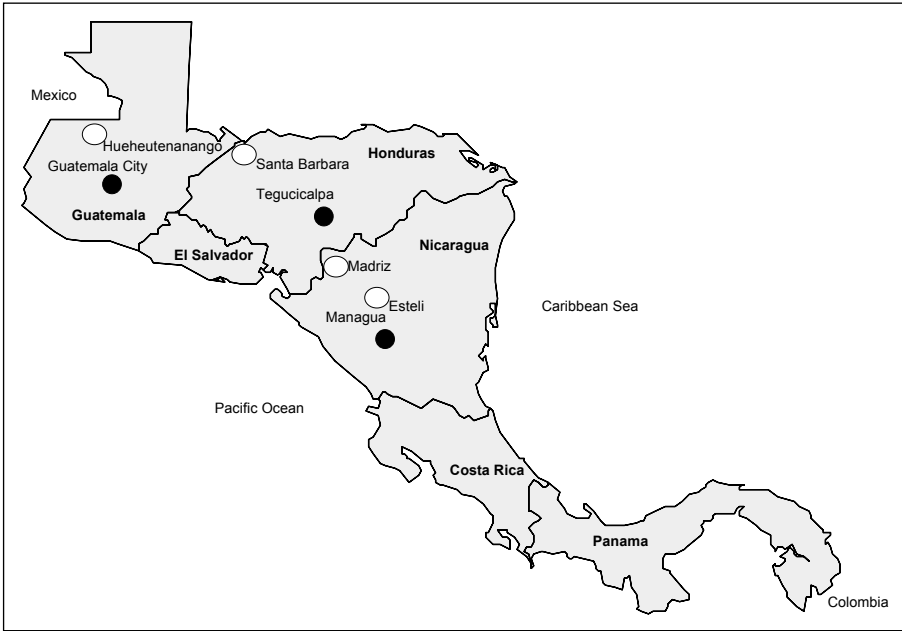 Mexico
Hueheutenanango
Santa Barbara
Honduras
Guatemala City
Tegucicalpa
Guatemala
Nicaragua
El Salvador
Madriz
Esteli
Caribbean Sea
Managua
Pacific Ocean
Costa Rica
Panama
Colombia